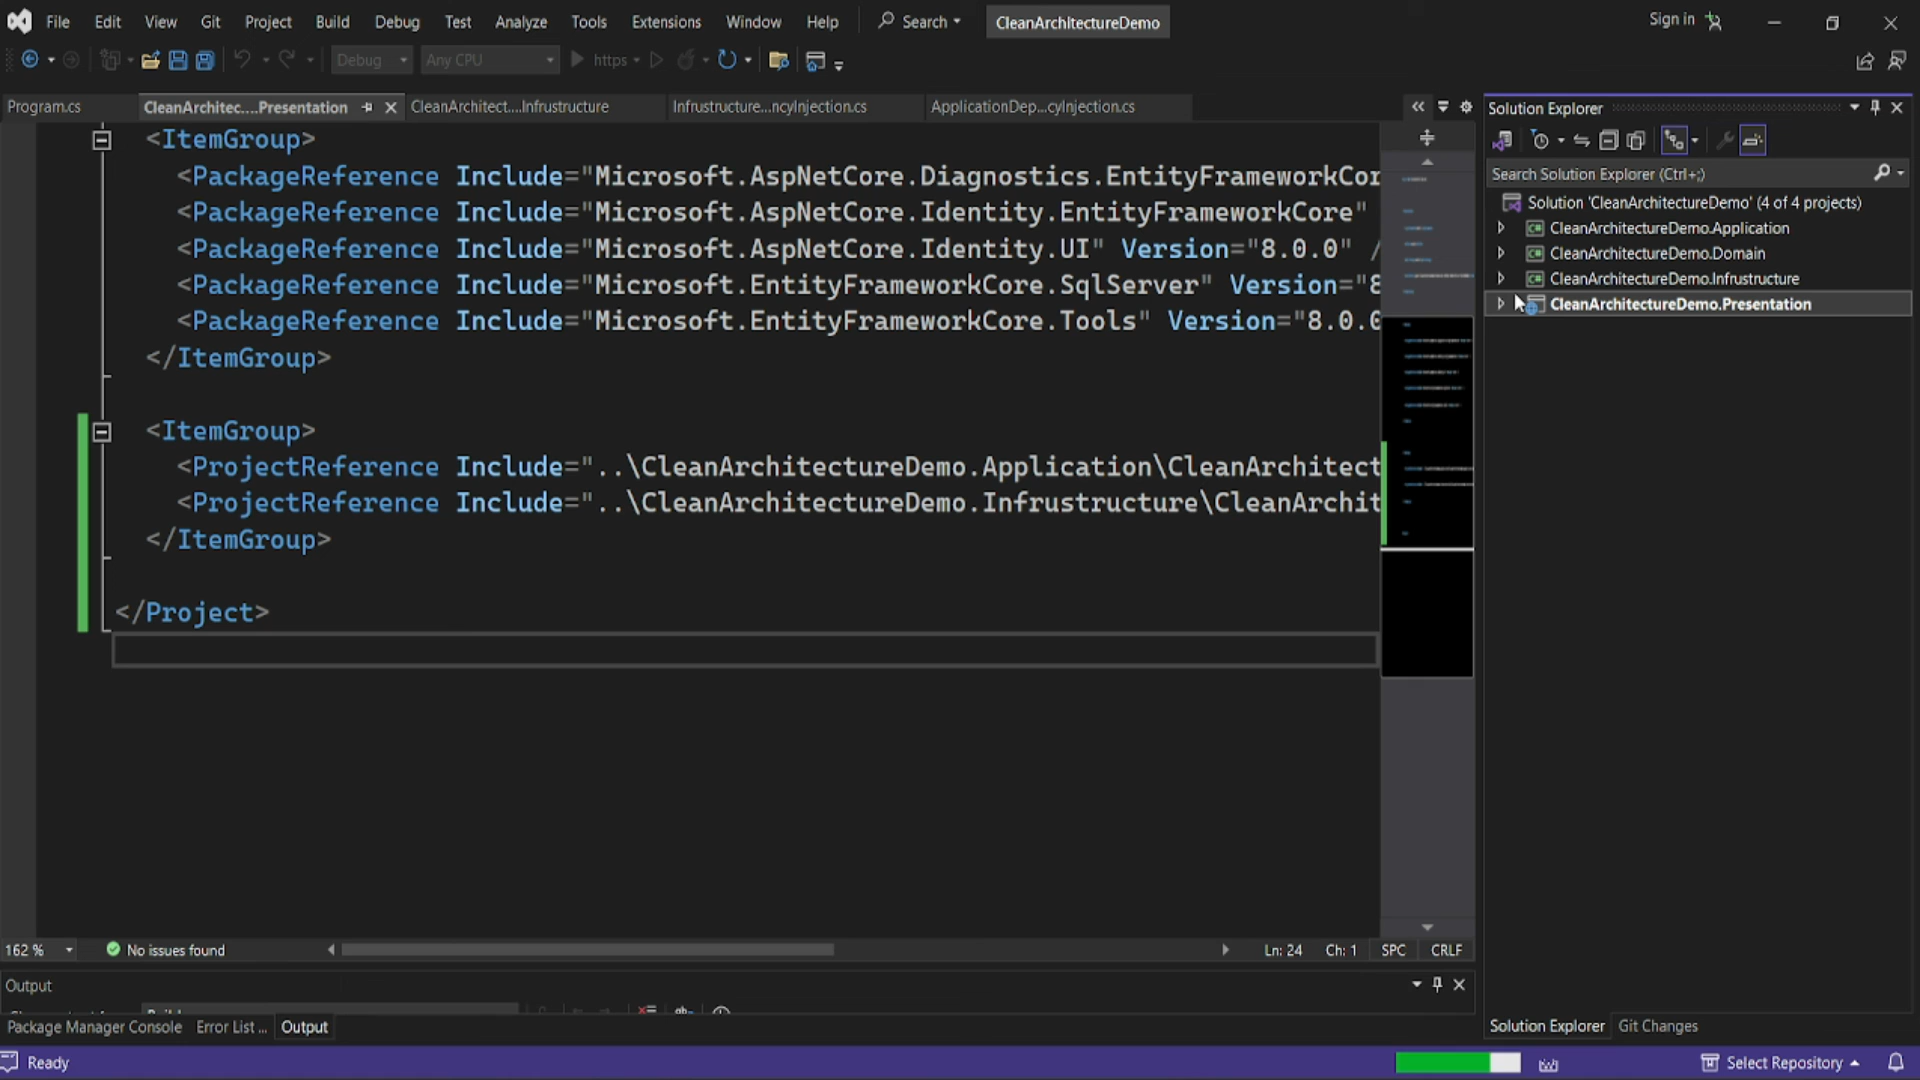 File Edit View Git Project Build Debug Test Analyze Tools Extensions Window Help Search CleanArchitectureDemo Sign in
Debug Any CPU https
Program.cs CleanArchitec....Presentation CleanArchitect....Infrustructure Infrustructure...ncyInjection.cs ApplicationDep...cyInjection.cs
<ItemGroup>
<PackageReference Include="Microsoft.AspNetCore.Diagnostics.EntityFrameworkCor
<PackageReference Include="Microsoft.AspNetCore.Identity.EntityFrameworkCore"
<PackageReference Include="Microsoft.AspNetCore.Identity.UI" Version="8.0.0" /
<PackageReference Include="Microsoft.EntityFrameworkCore.SqlServer" Version="8
<PackageReference Include="Microsoft.EntityFrameworkCore.Tools" Version="8.0.0
</ItemGroup>
<ItemGroup>
<ProjectReference Include="..\CleanArchitectureDemo.Application\CleanArchitect
<ProjectReference Include="..\CleanArchitectureDemo.Infrustructure\CleanArchit
</ItemGroup>
</Project>
162 % No issues found Ln: 24 Ch: 1 SPC CRLF
Output
Package Manager Console Error List ... Output
Ready
Solution Explorer
Search Solution Explorer (Ctrl+;)
Solution 'CleanArchitectureDemo' (4 of 4 projects)
CleanArchitectureDemo.Application
CleanArchitectureDemo.Domain
CleanArchitectureDemo.Infrustructure
CleanArchitectureDemo.Presentation
Solution Explorer Git Changes
Select Repository